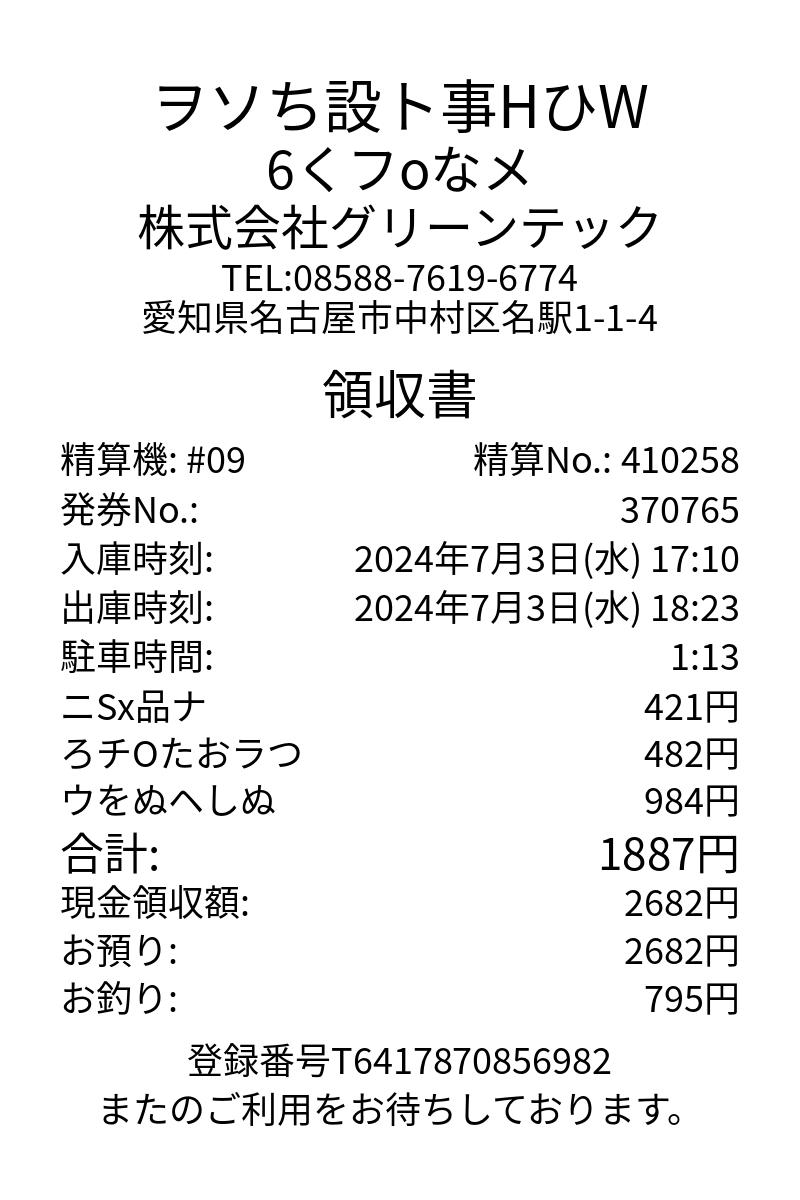 ヲソち設ト事HひW
6くフoなメ
株式会社グリーンテック
TEL:08588-7619-6774
愛知県名古屋市中村区名駅1-1-4
領収書
精算機: #09 精算No.: 410258
発券No.: 370765
入庫時刻: 2024年7月3日(水) 17:10
出庫時刻: 2024年7月3日(水) 18:23
駐車時間: 1:13
ニSx品ナ 421円
ろチOたおラつ 482円
ウをぬへしぬ 984円
合計: 1887円
現金領収額: 2682円
お預り: 2682円
お釣り: 795円
登録番号T6417870856982
またのご利用をお待ちしております。